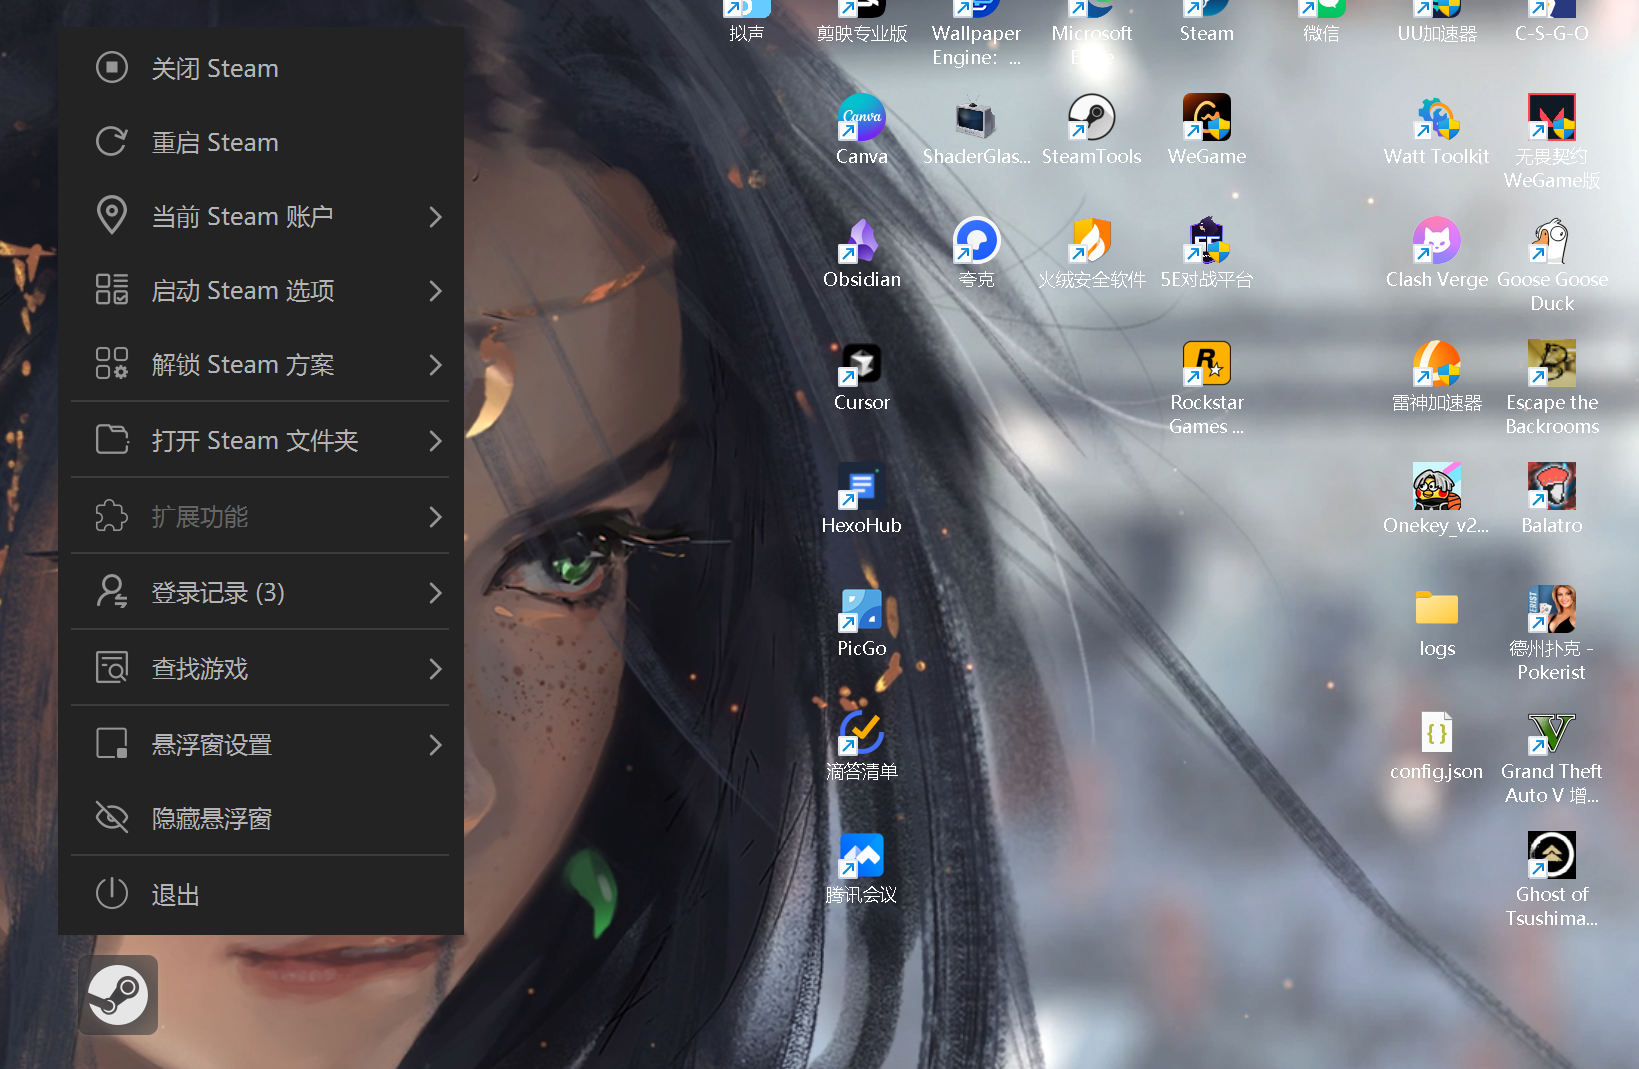 关闭 Steam
重启 Steam
当前 Steam 账户
启动 Steam 选项
解锁 Steam 方案
打开 Steam 文件夹
扩展功能
登录记录 (3)
查找游戏
悬浮窗设置
隐藏悬浮窗
退出
拟声
剪映专业版
Wallpaper
Engine: ...
Microsoft
Edge
Steam
微信
UU加速器
C-S-G-O
Canva
Canva
ShaderGlas...
SteamTools
WeGame
Watt Toolkit
无畏契约
WeGame版
Obsidian
夸克
火绒安全软件
5E对战平台
Clash Verge
Goose Goose
Duck
Cursor
Rockstar
Games ...
雷神加速器
Escape the
Backrooms
HexoHub
Onekey_v2...
Balatro
PicGo
logs
德州扑克 -
Pokerist
滴答清单
config.json
Grand Theft
Auto V 增...
腾讯会议
Ghost of
Tsushima...